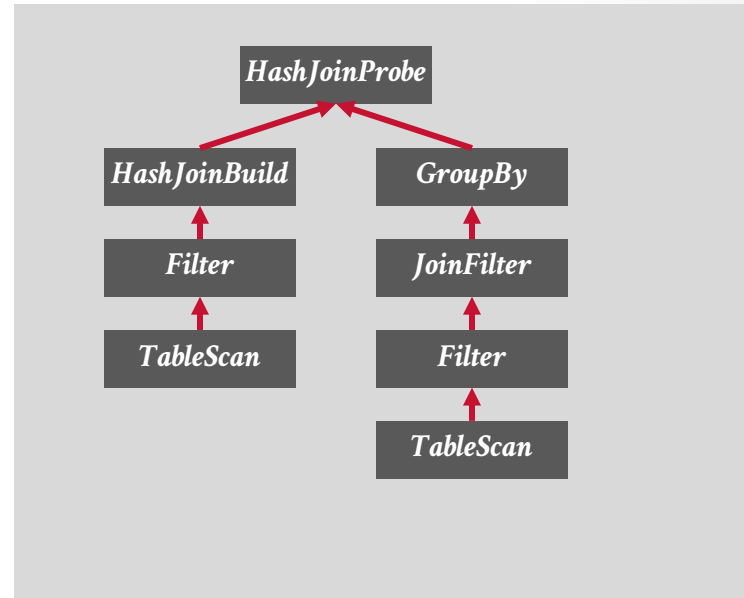 HashJoinProbe
HashJoinBuild
GroupBy
Filter
JoinFilter
TableScan
Filter
TableScan